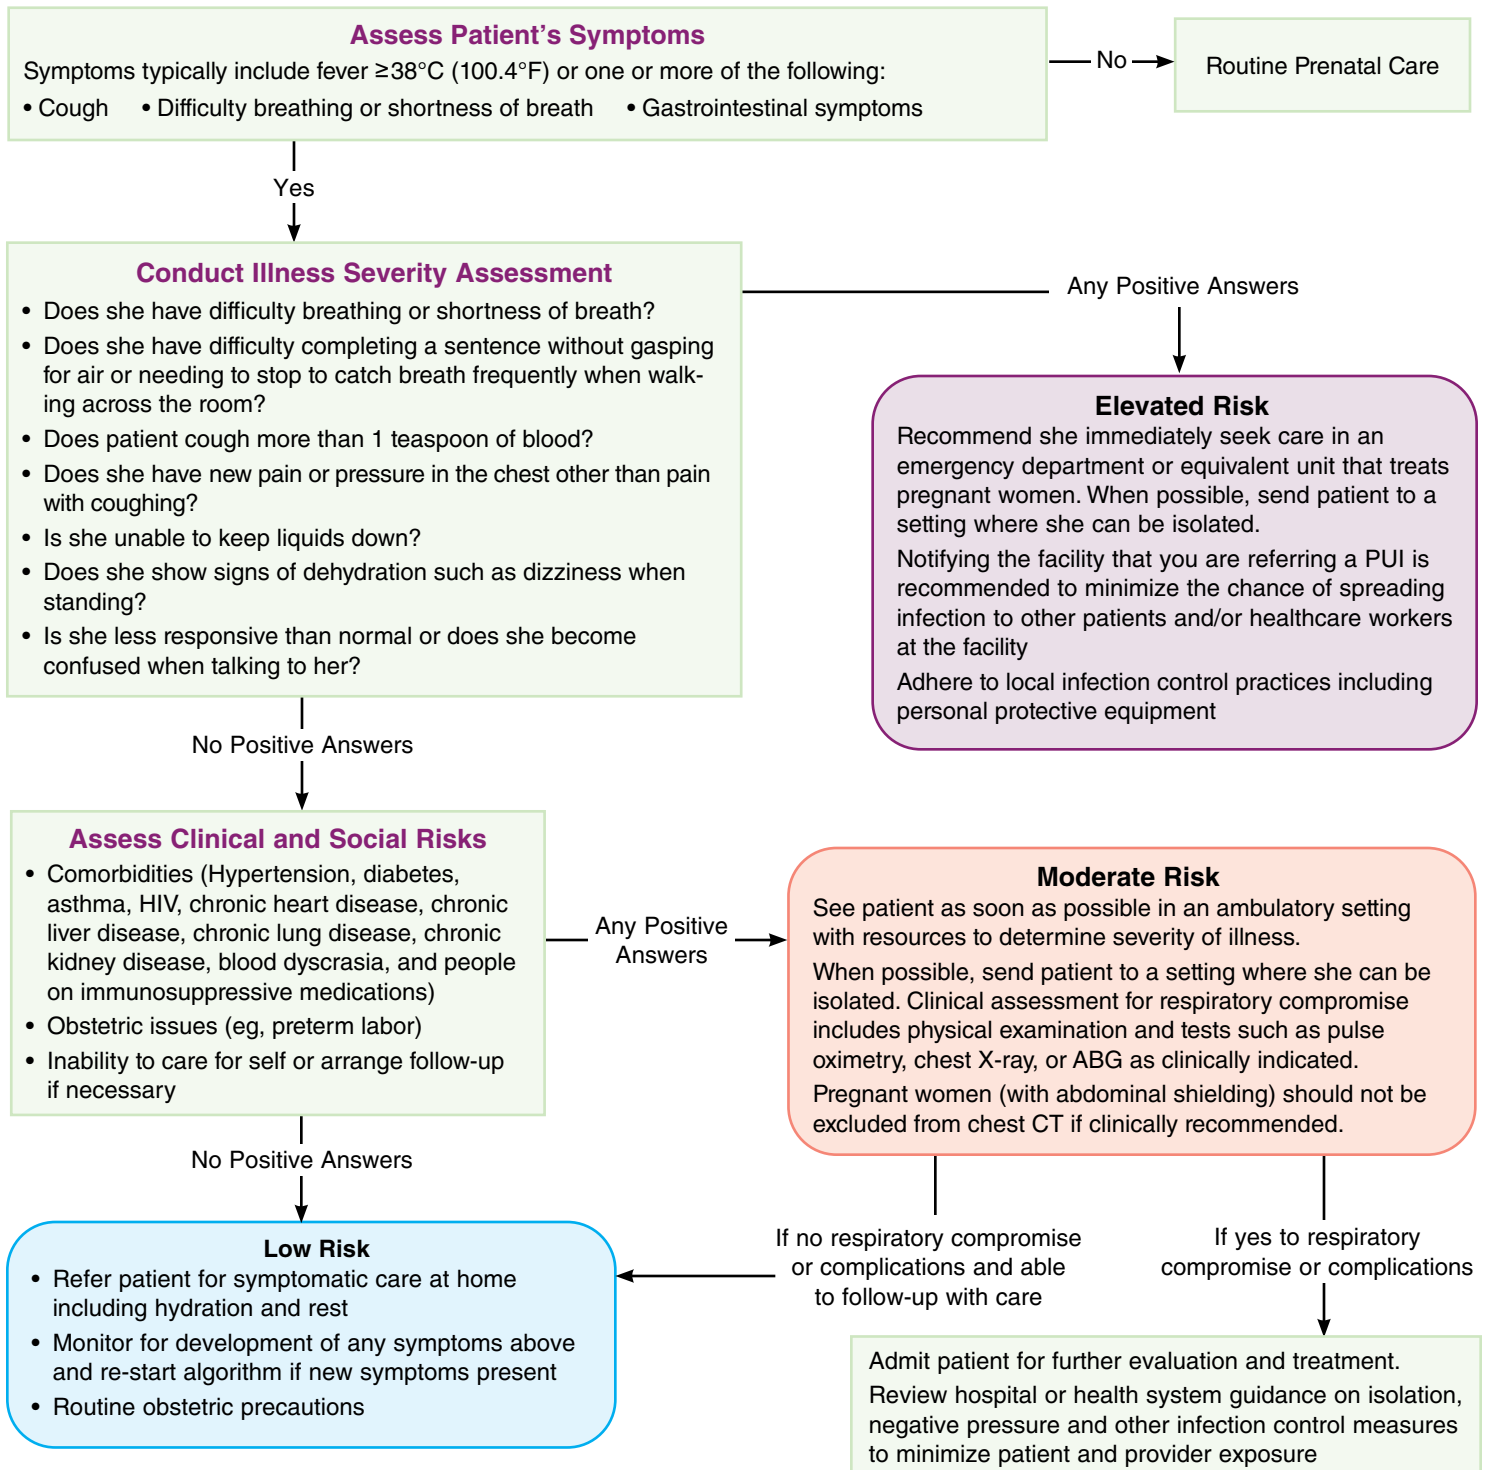 Assess Patient's Symptoms
Symptoms typically include fever ≥38°C (100.4°F) or one or more of the following:
• Cough • Difficulty breathing or shortness of breath • Gastrointestinal symptoms
No
Routine Prenatal Care
Yes
Conduct Illness Severity Assessment
• Does she have difficulty breathing or shortness of breath?
• Does she have difficulty completing a sentence without gasping
for air or needing to stop to catch breath frequently when walk-
ing across the room?
• Does patient cough more than 1 teaspoon of blood?
• Does she have new pain or pressure in the chest other than pain
with coughing?
• Is she unable to keep liquids down?
• Does she show signs of dehydration such as dizziness when
standing?
• Is she less responsive than normal or does she become
confused when talking to her?
Any Positive Answers
Elevated Risk
Recommend she immediately seek care in an
emergency department or equivalent unit that treats
pregnant women. When possible, send patient to a
setting where she can be isolated.
Notifying the facility that you are referring a PUI is
recommended to minimize the chance of spreading
infection to other patients and/or healthcare workers
at the facility
Adhere to local infection control practices including
personal protective equipment
No Positive Answers
Assess Clinical and Social Risks
• Comorbidities (Hypertension, diabetes,
asthma, HIV, chronic heart disease, chronic
liver disease, chronic lung disease, chronic
kidney disease, blood dyscrasia, and people
on immunosuppressive medications)
• Obstetric issues (eg, preterm labor)
• Inability to care for self or arrange follow-up
if necessary
Any Positive
Answers
Moderate Risk
See patient as soon as possible in an ambulatory setting
with resources to determine severity of illness.
When possible, send patient to a setting where she can be
isolated. Clinical assessment for respiratory compromise
includes physical examination and tests such as pulse
oximetry, chest X-ray, or ABG as clinically indicated.
Pregnant women (with abdominal shielding) should not be
excluded from chest CT if clinically recommended.
No Positive Answers
Low Risk
• Refer patient for symptomatic care at home
including hydration and rest
• Monitor for development of any symptoms above
and re-start algorithm if new symptoms present
• Routine obstetric precautions
If no respiratory compromise
or complications and able
to follow-up with care
If yes to respiratory
compromise or complications
Admit patient for further evaluation and treatment.
Review hospital or health system guidance on isolation,
negative pressure and other infection control measures
to minimize patient and provider exposure